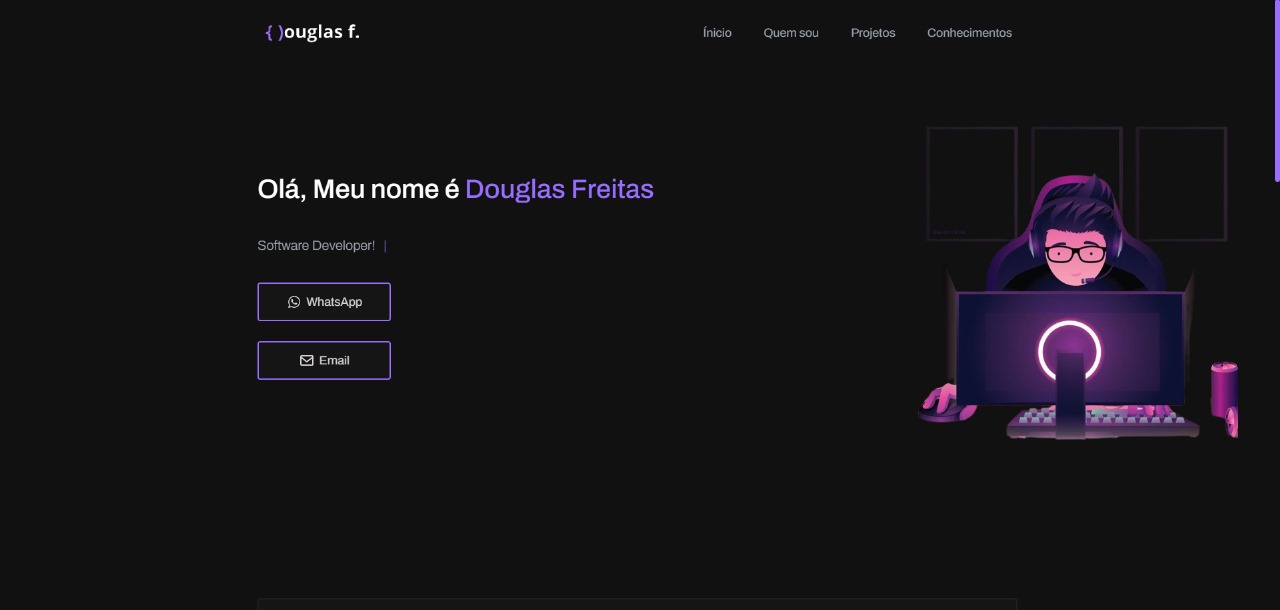 { )ouglas f.
Ínicio Quem sou Projetos Conhecimentos
Olá, Meu nome é Douglas Freitas
Software Developer! |
WhatsApp
Email